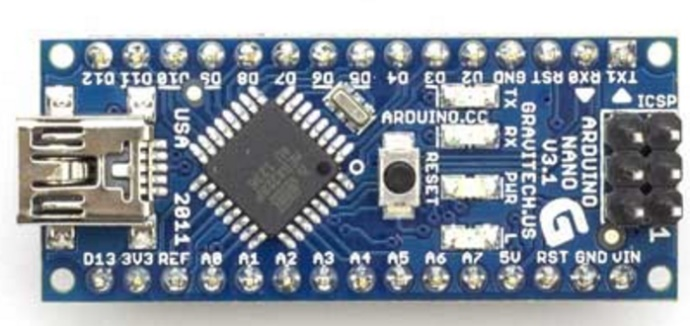 D12 D11 D10 D9 D8 D7 D6 D5 D4 D3 D2 GND RST RX0 TX1
ICSP
TX
RX
PWR
L
ARDUINO.CC
RESET
USA
2011
ARDUINO
NANO
V3.1
GRAVITECH.US
G
1
D13 3V3 REF A0 A1 A2 A3 A4 A5 A6 A7 5V RST GND VIN